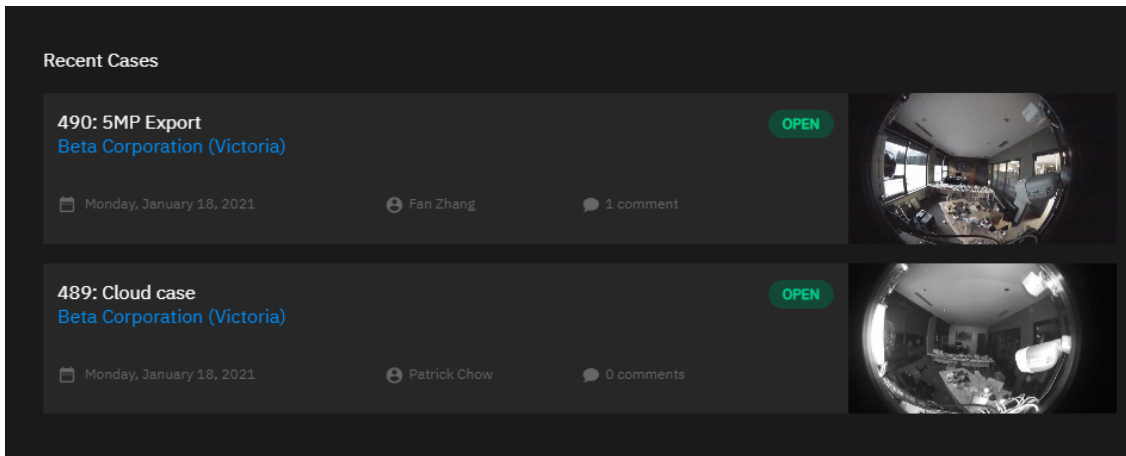 Recent Cases
490: 5MP Export
OPEN
Beta Corporation (Victoria)
Monday, January 18, 2021
Fan Zhang
1 comment
489: Cloud case
OPEN
Beta Corporation (Victoria)
Monday, January 18, 2021
Patrick Chow
0 comments